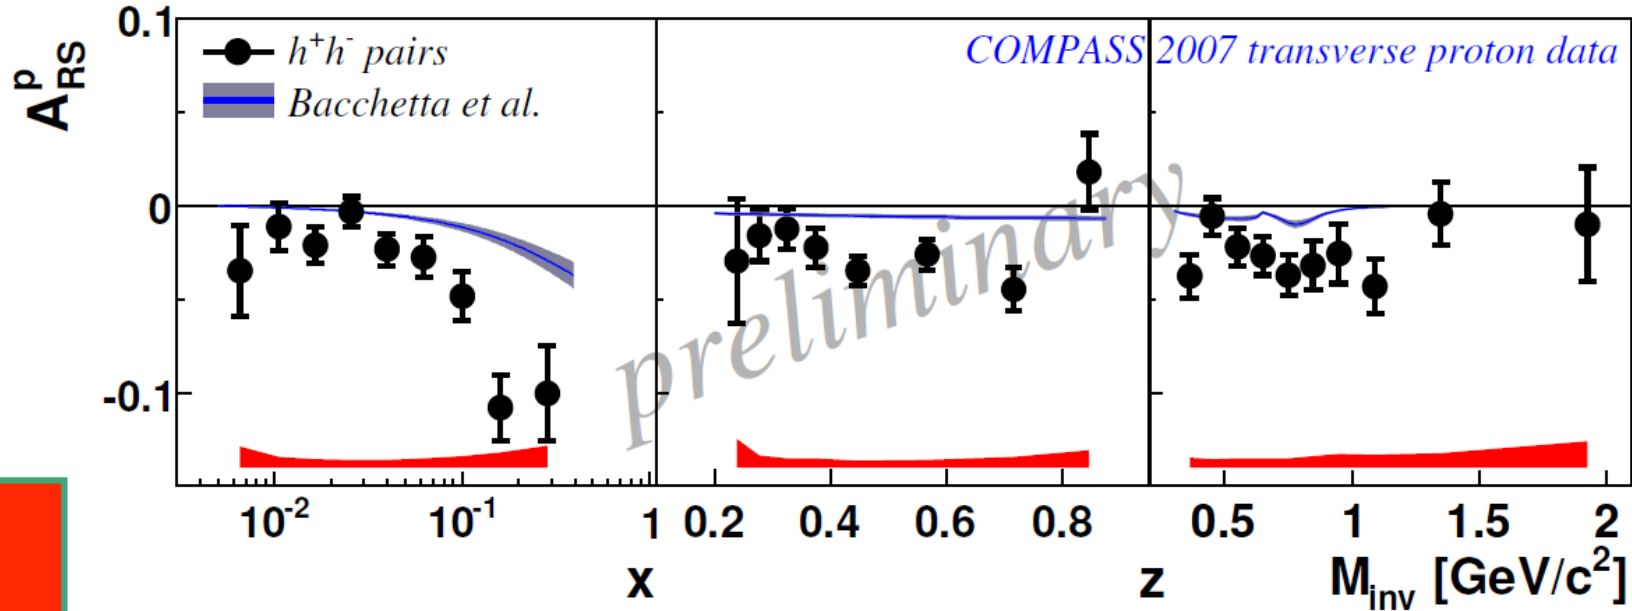 0.1
A^p_RS
h⁺h⁻ pairs
Bacchetta et al.
COMPASS 2007 transverse proton data
preliminary
0
-0.1
10⁻² 10⁻¹ 1 0.2 0.4 0.6 0.8 0.5 1 1.5 2
x z M_inv [GeV/c²]